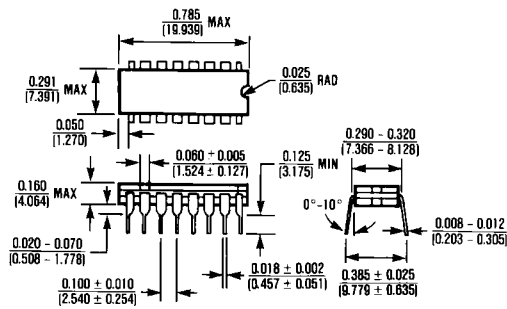 0.785
(19.939) MAX
0.291
(7.391) MAX
0.025
(0.635) RAD
0.050
(1.270)
0.290 – 0.320
(7.366 – 8.128)
0.060 ± 0.005
(1.524 ± 0.127)
0.125
(3.175) MIN
0.160
(4.064) MAX
0°–10°
0.008 – 0.012
(0.203 – 0.305)
0.020 – 0.070
(0.508 – 1.778)
0.018 ± 0.002
(0.457 ± 0.051)
0.385 ± 0.025
(9.779 ± 0.635)
0.100 ± 0.010
(2.540 ± 0.254)